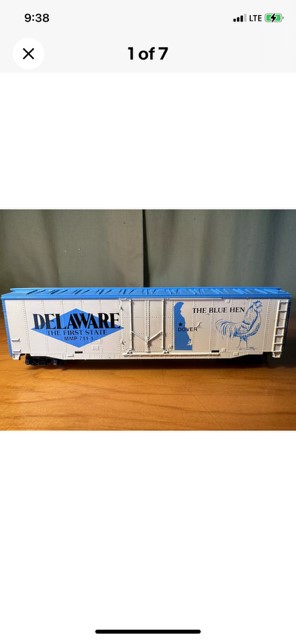 9:38
LTE
1 of 7
DELAWARE
THE FIRST STATE
THE BLUE HEN
DOVER